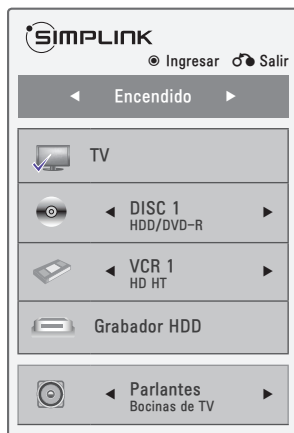 SIMPLINK
Ingresar Salir
Encendido
TV
DISC 1
HDD/DVD-R
VCR 1
HD HT
Grabador HDD
Parlantes
Bocinas de TV